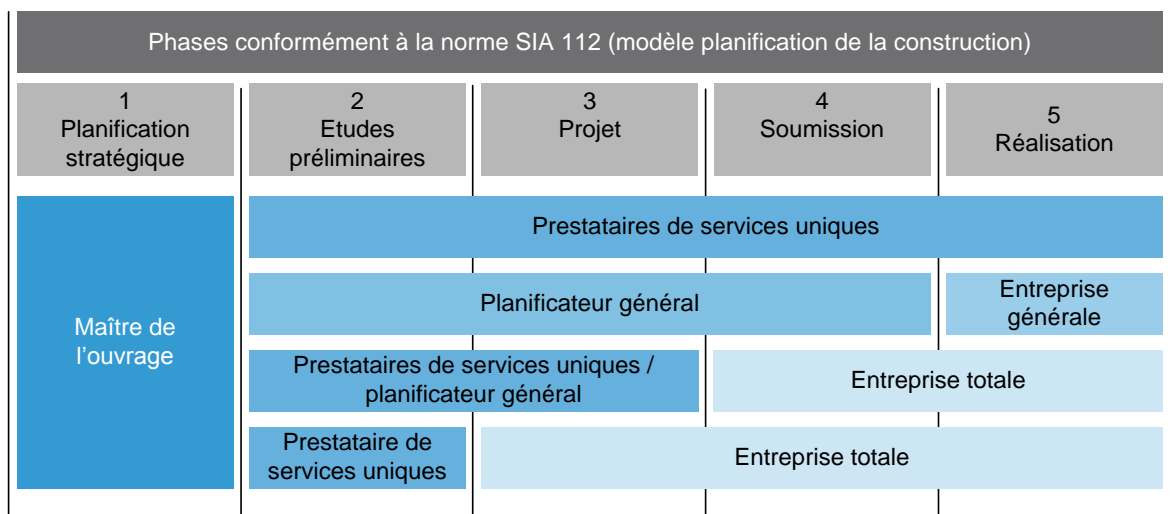 Phases conformément à la norme SIA 112 (modèle planification de la construction)
1
Planification
stratégique
2
Etudes
préliminaires
3
Projet
4
Soumission
5
Réalisation
Maître de
l'ouvrage
Prestataires de services uniques
Planificateur général
Entreprise
générale
Prestataires de services uniques /
planificateur général
Entreprise totale
Prestataire de
services uniques
Entreprise totale